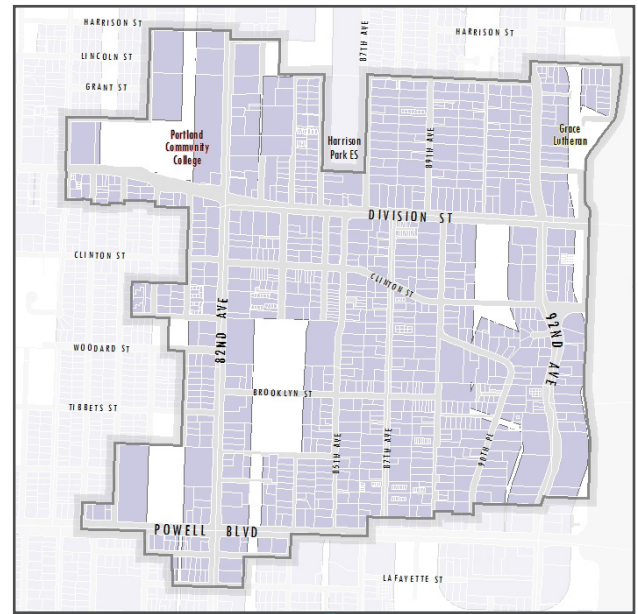 HARRISON ST
HARRISON ST
87TH AVE
LINCOLN ST
GRANT ST
Portland
Community
College
Harrison
Park ES
89TH AVE
Grace
Lutheran
DIVISION ST
CLINTON ST
CLINTON ST
82ND AVE
92ND AVE
WOODARD ST
BROOKLYN ST
TIBBETS ST
85TH AVE
87TH AVE
90TH PL
POWELL BLVD
LAFAYETTE ST